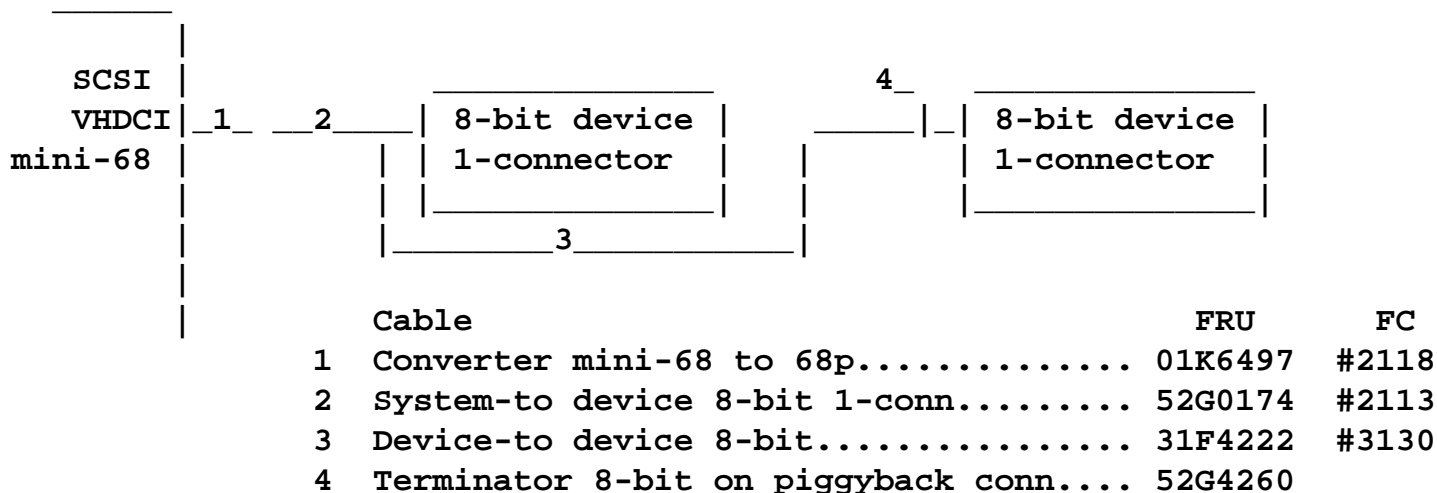 SCSI 4
VHDCI 1 2 8-bit device 8-bit device
mini-68 1-connector 1-connector
3
Cable FRU FC
1 Converter mini-68 to 68p.............. 01K6497 #2118
2 System-to device 8-bit 1-conn......... 52G0174 #2113
3 Device-to device 8-bit................ 31F4222 #3130
4 Terminator 8-bit on piggyback conn.... 52G4260